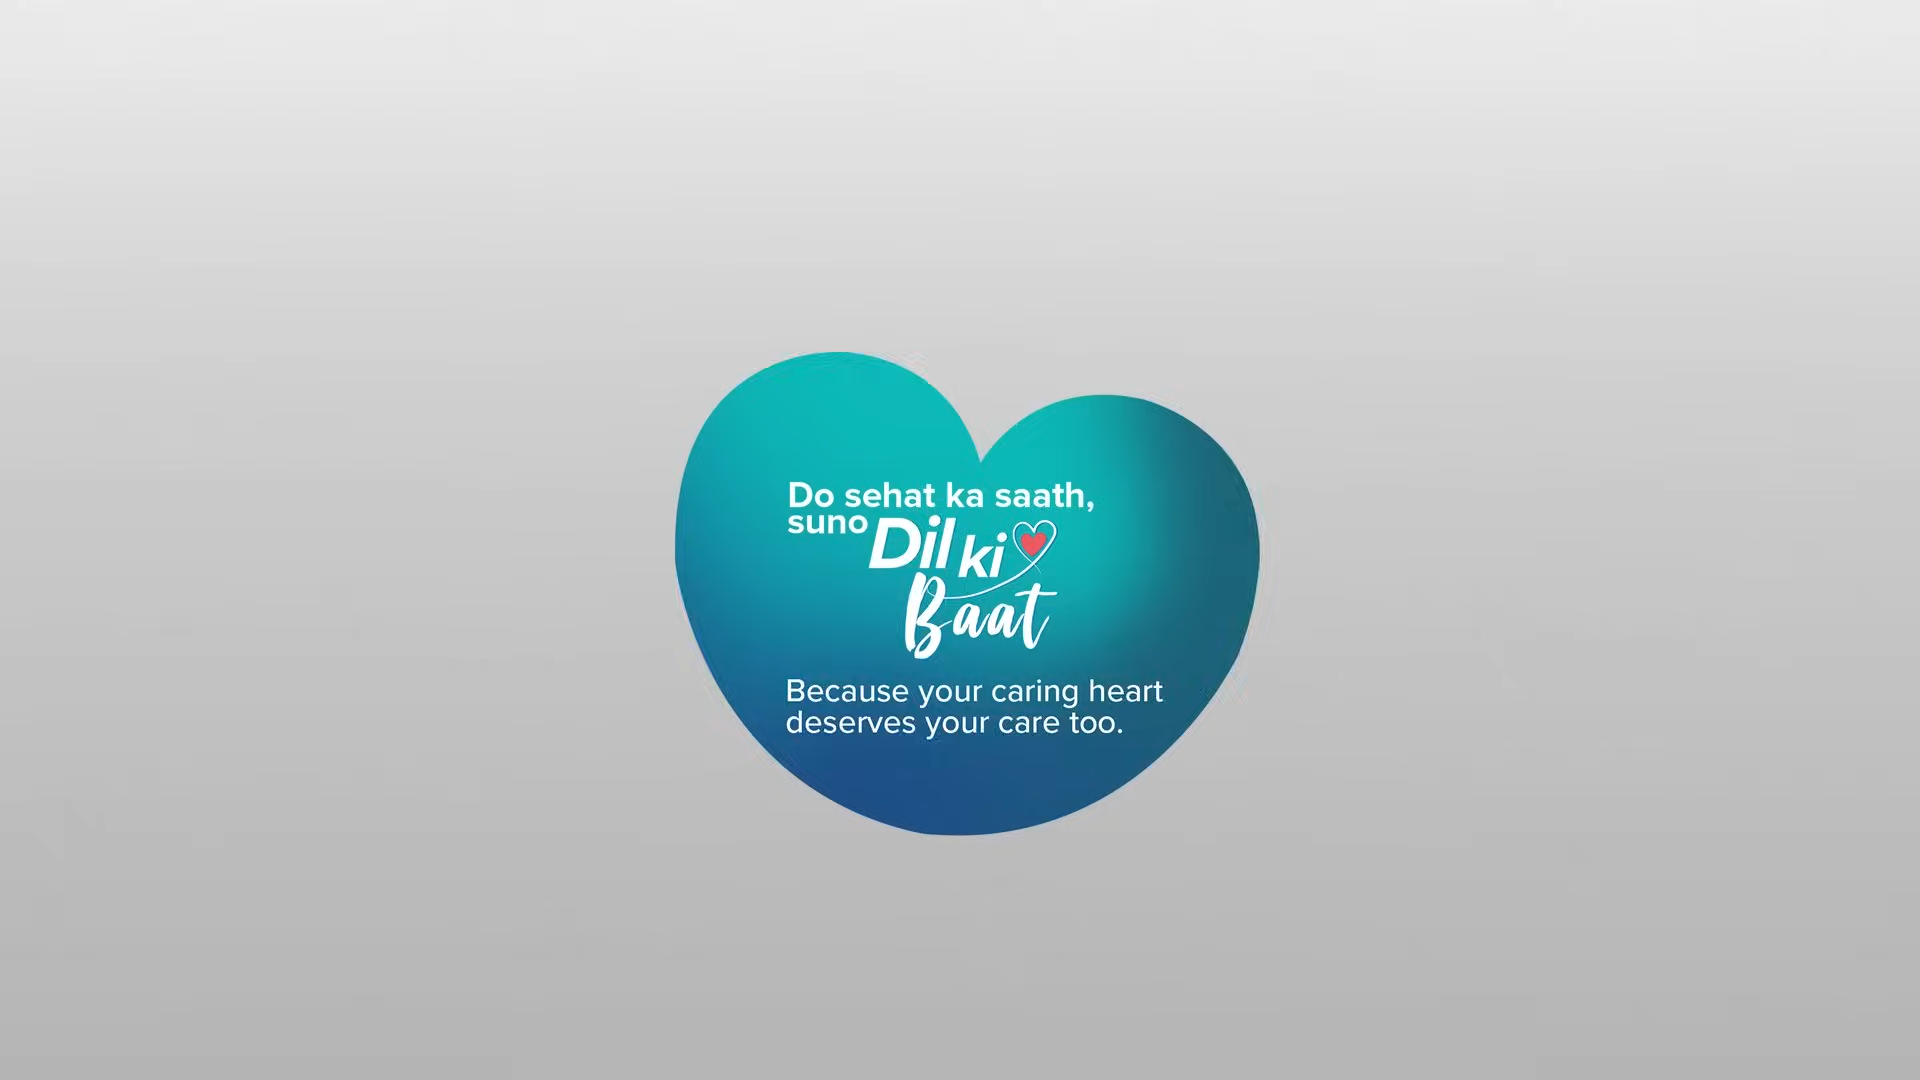 Do sehat ka saath,
suno Dil ki
Baat
Because your caring heart
deserves your care too.